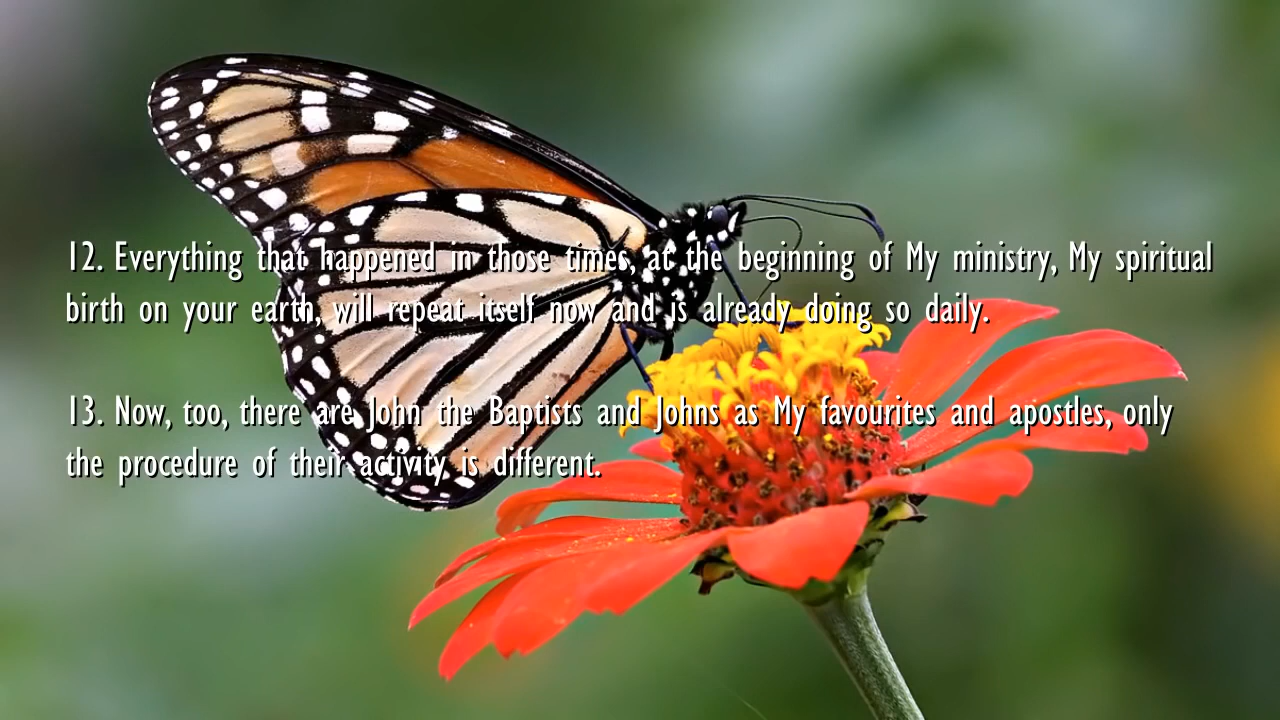 12. Everything that happened in those times, at the beginning of My ministry, My spiritual
birth on your earth, will repeat itself now and is already doing so daily.
13. Now, too, there are John the Baptists and Johns as My favourites and apostles, only
the procedure of their activity is different.